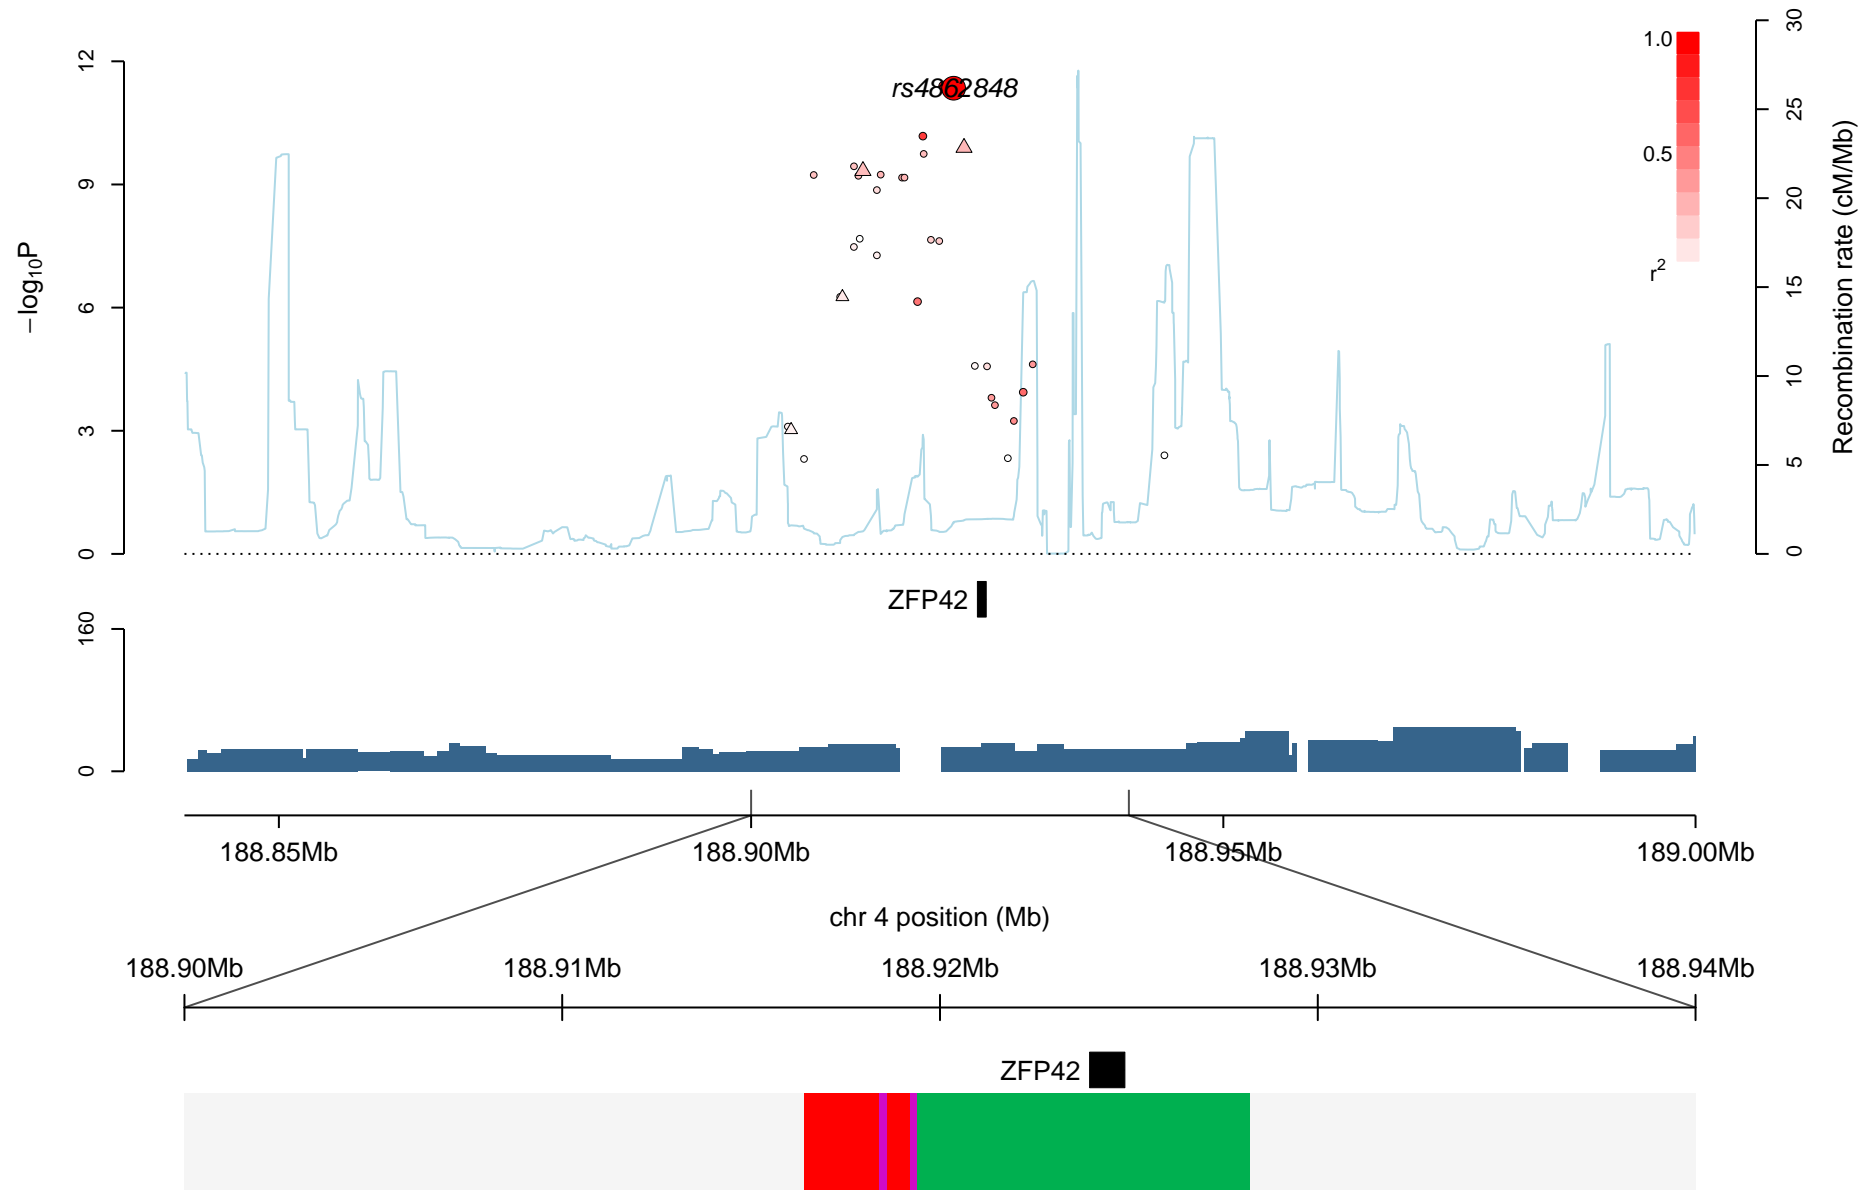 12
9
6
3
0
−log10P
rs4862848
1.0
0.5
r2
30
25
20
15
10
5
0
Recombination rate (cM/Mb)
ZFP42
160
0
188.85Mb
188.90Mb
188.95Mb
189.00Mb
chr 4 position (Mb)
188.90Mb
188.91Mb
188.92Mb
188.93Mb
188.94Mb
ZFP42